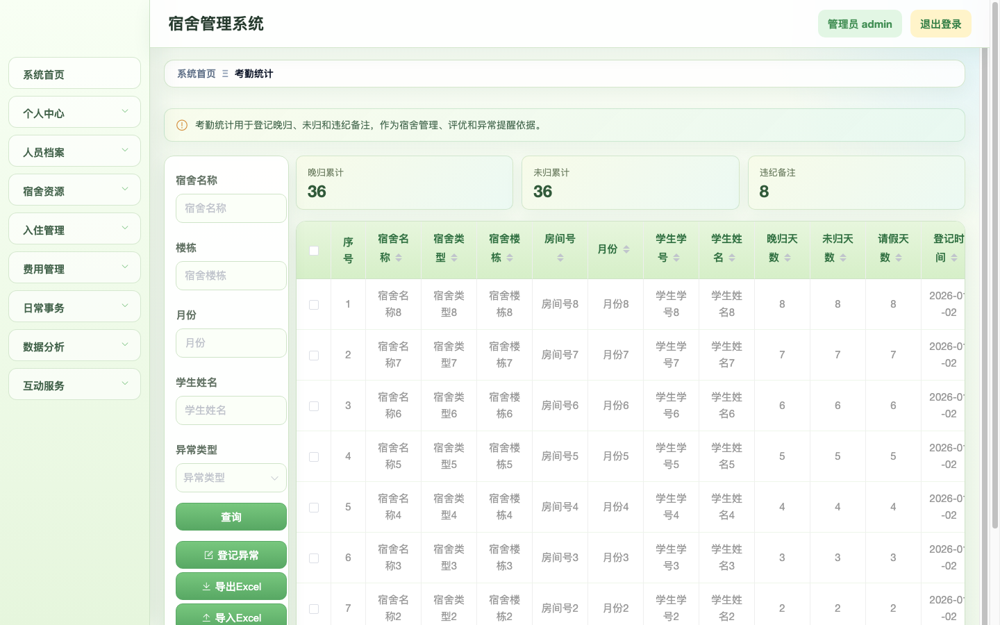 宿舍管理系统
管理员 admin
退出登录
系统首页
个人中心
人员档案
宿舍资源
入住管理
费用管理
日常事务
数据分析
互动服务
系统首页 Ξ 考勤统计
考勤统计用于登记晚归、未归和违纪备注，作为宿舍管理、评优和异常提醒依据。
宿舍名称
宿舍名称
楼栋
宿舍楼栋
月份
月份
学生姓名
学生姓名
异常类型
异常类型
查询
登记异常
导出Excel
导入Excel
晚归累计
36
未归累计
36
违纪备注
8
序号 宿舍名称 宿舍类型 宿舍楼栋 房间号 月份 学生学号 学生姓名 晚归天数 未归天数 请假天数 登记时间
1 宿舍名称8 宿舍类型8 宿舍楼栋8 房间号8 月份8 学生学号8 学生姓名8 8 8 8 2026-01-02
2 宿舍名称7 宿舍类型7 宿舍楼栋7 房间号7 月份7 学生学号7 学生姓名7 7 7 7 2026-01-02
3 宿舍名称6 宿舍类型6 宿舍楼栋6 房间号6 月份6 学生学号6 学生姓名6 6 6 6 2026-01-02
4 宿舍名称5 宿舍类型5 宿舍楼栋5 房间号5 月份5 学生学号5 学生姓名5 5 5 5 2026-01-02
5 宿舍名称4 宿舍类型4 宿舍楼栋4 房间号4 月份4 学生学号4 学生姓名4 4 4 4 2026-01-02
6 宿舍名称3 宿舍类型3 宿舍楼栋3 房间号3 月份3 学生学号3 学生姓名3 3 3 3 2026-01-02
7 宿舍名称2 宿舍类型2 宿舍楼栋2 房间号2 月份2 学生学号2 学生姓名2 2 2 2 2026-01-02